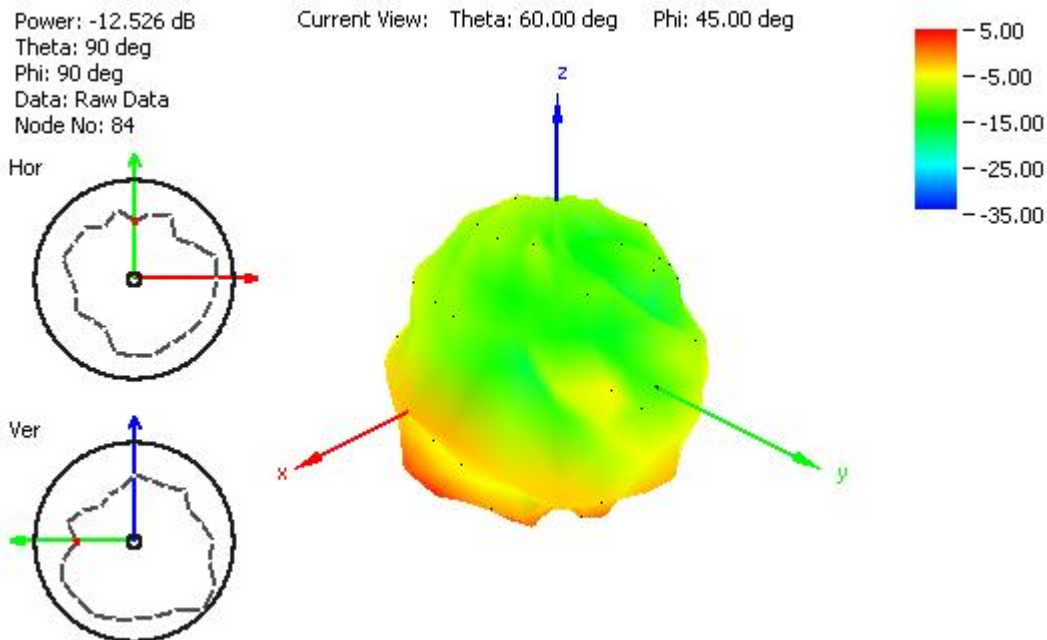 Power: -12.526 dB
Theta: 90 deg
Phi: 90 deg
Data: Raw Data
Node No: 84
Current View: Theta: 60.00 deg Phi: 45.00 deg
5.00
-5.00
-15.00
-25.00
-35.00
Hor
z
x
y
Ver